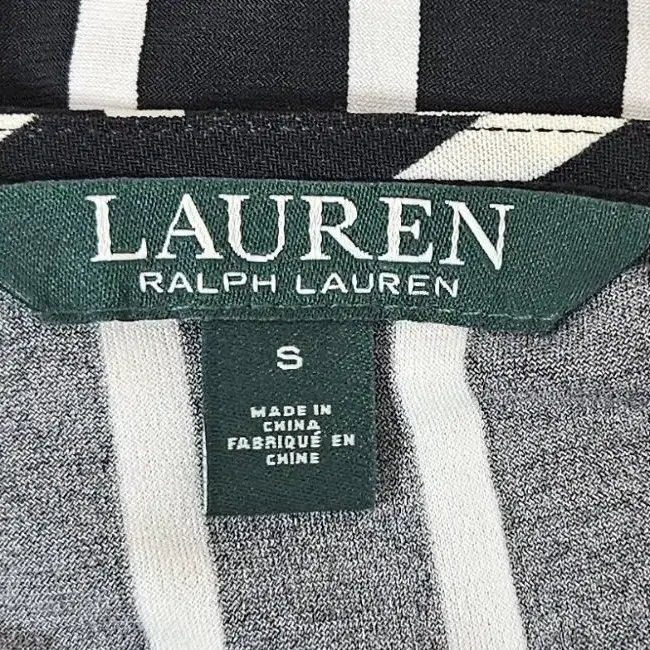 LAUREN
RALPH LAUREN
S
MADE IN
CHINA
FABRIQUÉ EN
CHINE